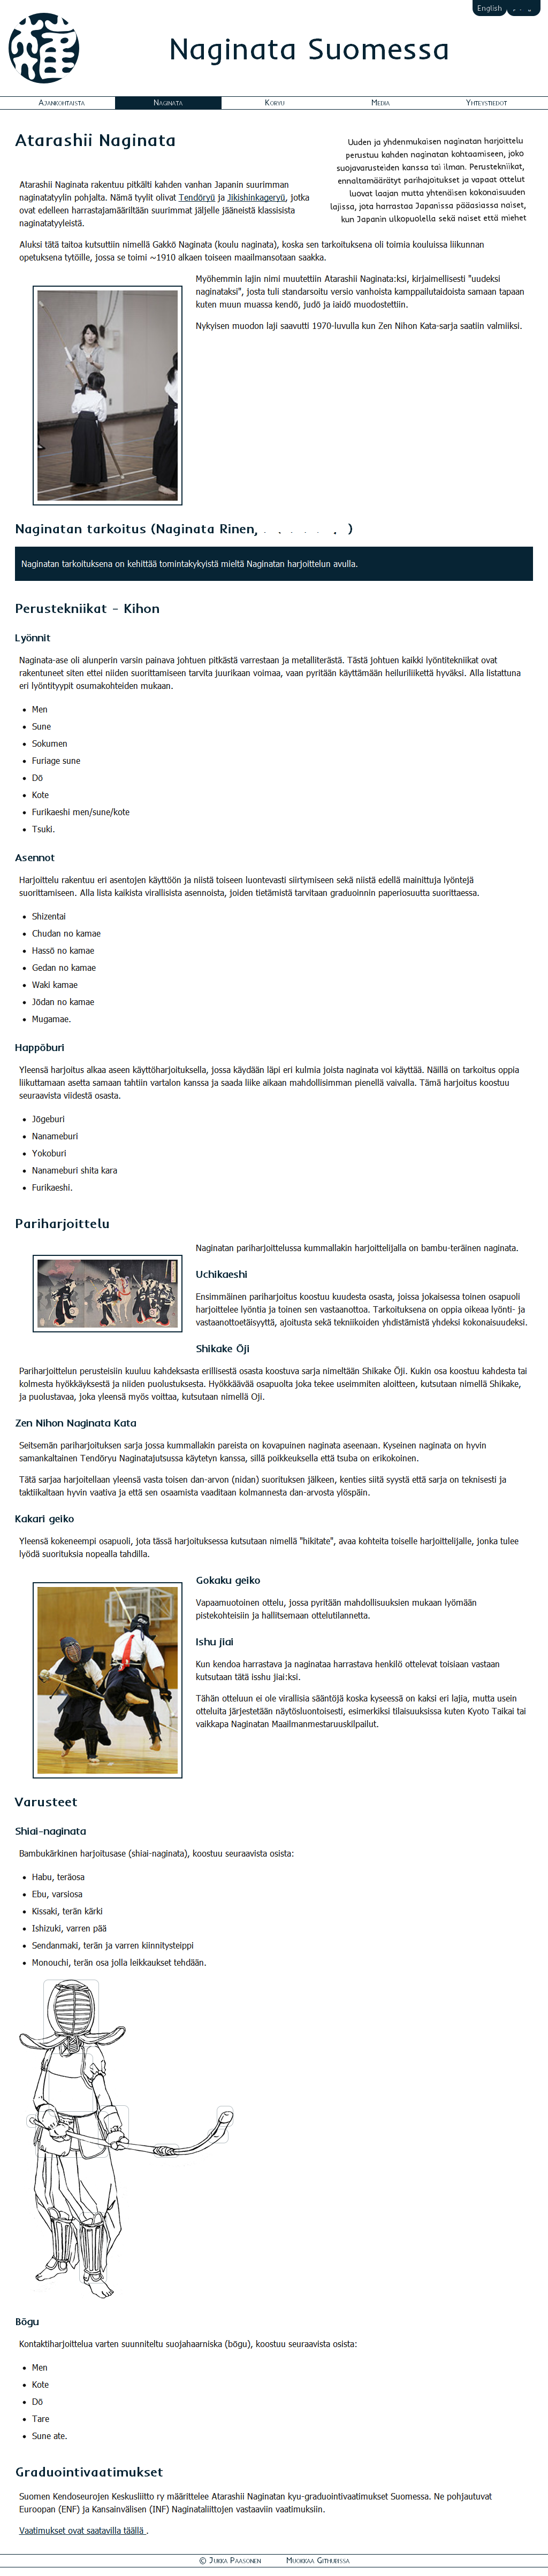 English
Naginata Suomessa
Ajankohtaista
Naginata
Koryu
Media
Yhteystiedot
Atarashii Naginata
Uuden ja yhdenmukaisen naginatan harjoittelu
perustuu kahden naginatan kohtaamiseen, joko
suojavarusteiden kanssa tai ilman. Perustekniikat,
ennaltamäärätyt parihajoitukset ja vapaat ottelut
luovat laajan mutta yhtenäisen kokonaisuuden
lajissa, jota harrastaa Japanissa pääasiassa naiset,
kun Japanin ulkopuolella sekä naiset että miehet
Atarashii Naginata rakentuu pitkälti kahden vanhan Japanin suurimman
naginatatyylin pohjalta. Nämä tyylit olivat Tendōryū ja Jikishinkageryū, jotka
ovat edelleen harrastajamääriltään suurimmat jäljelle jääneistä klassisista
naginatatyyleistä.
Aluksi tätä taitoa kutsuttiin nimellä Gakkō Naginata (koulu naginata), koska sen tarkoituksena oli toimia kouluissa liikunnan
opetuksena tytöille, jossa se toimi ~1910 alkaen toiseen maailmansotaan saakka.
Myöhemmin lajin nimi muutettiin Atarashii Naginata:ksi, kirjaimellisesti "uudeksi
naginataksi", josta tuli standarsoitu versio vanhoista kamppailutaidoista samaan tapaan
kuten muun muassa kendō, judō ja iaidō muodostettiin.
Nykyisen muodon laji saavutti 1970-luvulla kun Zen Nihon Kata-sarja saatiin valmiiksi.
Naginatan tarkoitus (Naginata Rinen,
Naginatan tarkoituksena on kehittää tomintakykyistä mieltä Naginatan harjoittelun avulla.
Perustekniikat - Kihon
Lyönnit
Naginata-ase oli alunperin varsin painava johtuen pitkästä varrestaan ja metalliterästä. Tästä johtuen kaikki lyöntitekniikat ovat
rakentuneet siten ettei niiden suorittamiseen tarvita juurikaan voimaa, vaan pyritään käyttämään heiluriliikettä hyväksi. Alla listattuna
eri lyöntityypit osumakohteiden mukaan.
Men
Sune
Sokumen
Furiage sune
Dō
Kote
Furikaeshi men/sune/kote
Tsuki.
Asennot
Harjoittelu rakentuu eri asentojen käyttöön ja niistä toiseen luontevasti siirtymiseen sekä niistä edellä mainittuja lyöntejä
suorittamiseen. Alla lista kaikista virallisista asennoista, joiden tietämistä tarvitaan graduoinnin paperiosuutta suorittaessa.
Shizentai
Chudan no kamae
Hassō no kamae
Gedan no kamae
Waki kamae
Jōdan no kamae
Mugamae.
Happōburi
Yleensä harjoitus alkaa aseen käyttöharjoituksella, jossa käydään läpi eri kulmia joista naginata voi käyttää. Näillä on tarkoitus oppia
liikuttamaan asetta samaan tahtiin vartalon kanssa ja saada liike aikaan mahdollisimman pienellä vaivalla. Tämä harjoitus koostuu
seuraavista viidestä osasta.
Jōgeburi
Nanameburi
Yokoburi
Nanameburi shita kara
Furikaeshi.
Pariharjoittelu
Naginatan pariharjoittelussa kummallakin harjoittelijalla on bambu-teräinen naginata.
Uchikaeshi
Ensimmäinen pariharjoitus koostuu kuudesta osasta, joissa jokaisessa toinen osapuoli
harjoittelee lyöntia ja toinen sen vastaanottoa. Tarkoituksena on oppia oikeaa lyönti- ja
vastaanottoetäisyyttä, ajoitusta sekä tekniikoiden yhdistämistä yhdeksi kokonaisuudeksi.
Shikake Ōji
Pariharjoittelun perusteisiin kuuluu kahdeksasta erillisestä osasta koostuva sarja nimeltään Shikake Ōji. Kukin osa koostuu kahdesta tai
kolmesta hyökkäyksestä ja niiden puolustuksesta. Hyökkäävää osapuolta joka tekee useimmiten aloitteen, kutsutaan nimellä Shikake,
ja puolustavaa, joka yleensä myös voittaa, kutsutaan nimellä Oji.
Zen Nihon Naginata Kata
Seitsemän pariharjoituksen sarja jossa kummallakin pareista on kovapuinen naginata aseenaan. Kyseinen naginata on hyvin
samankaltainen Tendōryu Naginatajutsussa käytetyn kanssa, sillä poikkeuksella että tsuba on erikokoinen.
Tätä sarjaa harjoitellaan yleensä vasta toisen dan-arvon (nidan) suorituksen jälkeen, kenties siitä syystä että sarja on teknisesti ja
taktiikaltaan hyvin vaativa ja että sen osaamista vaaditaan kolmannesta dan-arvosta ylöspäin.
Kakari geiko
Yleensä kokeneempi osapuoli, jota tässä harjoituksessa kutsutaan nimellä "hikitate", avaa kohteita toiselle harjoittelijalle, jonka tulee
lyödä suorituksia nopealla tahdilla.
Gokaku geiko
Vapaamuotoinen ottelu, jossa pyritään mahdollisuuksien mukaan lyömään
pistekohteisiin ja hallitsemaan ottelutilannetta.
Ishu jiai
Kun kendoa harrastava ja naginataa harrastava henkilö ottelevat toisiaan vastaan
kutsutaan tätä isshu jiai:ksi.
Tähän otteluun ei ole virallisia sääntöjä koska kyseessä on kaksi eri lajia, mutta usein
otteluita järjestetään näytösluontoisesti, esimerkiksi tilaisuuksissa kuten Kyoto Taikai tai
vaikkapa Naginatan Maailmanmestaruuskilpailut.
Varusteet
Shiai-naginata
Bambukärkinen harjoitusase (shiai-naginata), koostuu seuraavista osista:
Habu, teräosa
Ebu, varsiosa
Kissaki, terän kärki
Ishizuki, varren pää
Sendanmaki, terän ja varren kiinnitysteippi
Monouchi, terän osa jolla leikkaukset tehdään.
Bōgu
Kontaktiharjoittelua varten suunniteltu suojahaarniska (bōgu), koostuu seuraavista osista:
Men
Kote
Dō
Tare
Sune ate.
Graduointivaatimukset
Suomen Kendoseurojen Keskusliitto ry määrittelee Atarashii Naginatan kyu-graduointivaatimukset Suomessa. Ne pohjautuvat
Euroopan (ENF) ja Kansainvälisen (INF) Naginataliittojen vastaaviin vaatimuksiin.
Vaatimukset ovat saatavilla täällä .
© Jukka Paasonen
Muokkaa Githubissa